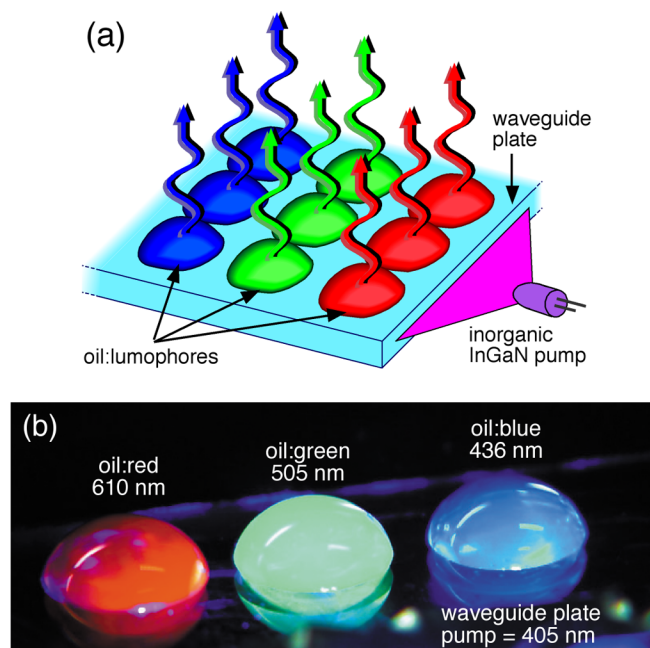 (a)
waveguide
plate
oil:lumophores
inorganic
InGaN pump
(b)
oil:red
610 nm
oil:green
505 nm
oil:blue
436 nm
waveguide plate
pump = 405 nm